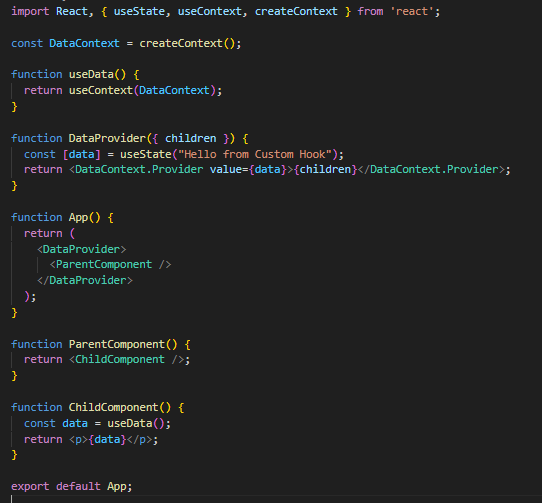 import React, { useState, useContext, createContext } from 'react';
const DataContext = createContext();
function useData() {
  return useContext(DataContext);
}
function DataProvider({ children }) {
  const [data] = useState("Hello from Custom Hook");
  return <DataContext.Provider value={data}>{children}</DataContext.Provider>;
}
function App() {
  return (
    <DataProvider>
      <ParentComponent />
    </DataProvider>
  );
}
function ParentComponent() {
  return <ChildComponent />;
}
function ChildComponent() {
  const data = useData();
  return <p>{data}</p>;
}
export default App;